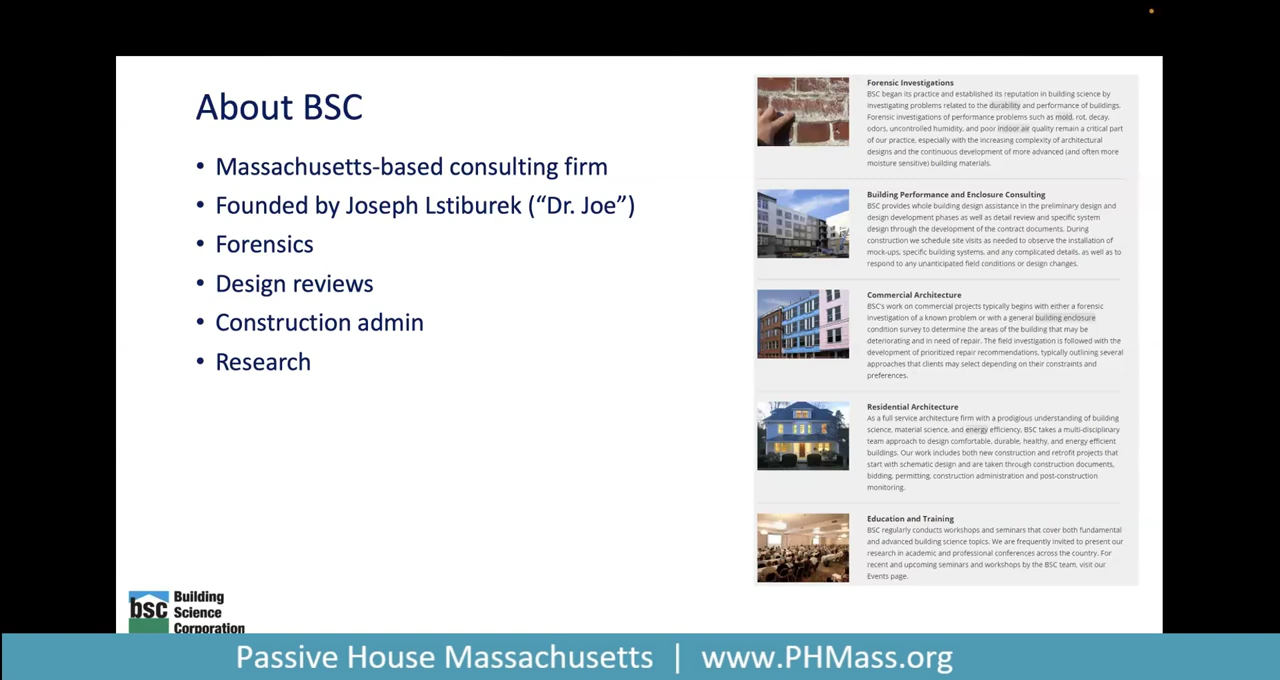 About BSC
• Massachusetts-based consulting firm
• Founded by Joseph Lstiburek (“Dr. Joe”)
• Forensics
• Design reviews
• Construction admin
• Research
Forensic Investigations
BSC began its practice and established its reputation in building science by
investigating problems related to the durability and performance of buildings.
Forensic investigations of performance problems such as mold, rot, decay,
odors, uncontrolled humidity, and poor indoor air quality remain a critical part
of our practice, especially with the increasing complexity of architectural
designs and the continuous development of more advanced (and often more
moisture sensitive) building materials.
Building Performance and Enclosure Consulting
BSC provides whole building design assistance in the preliminary design and
design development phases as well as detail review and specific system
design through the development of the contract documents. During
construction we schedule site visits as needed to observe the installation of
mock-ups, specific building systems, and any complicated details, as well as to
respond to any unanticipated field conditions or design changes.
Commercial Architecture
BSC's work on commercial projects typically begins with either a forensic
investigation of a known problem or with a general building enclosure
condition survey to determine the areas of the building that may be
deteriorating and in need of repair. The field investigation is followed with the
development of prioritized repair recommendations, typically outlining several
approaches that clients may select depending on their constraints and
preferences.
Residential Architecture
As a full service architecture firm with a prodigious understanding of building
science, material science, and energy efficiency, BSC takes a multi-disciplinary
team approach to design comfortable, durable, healthy, and energy efficient
buildings. Our work includes both new construction and retrofit projects that
start with schematic design and are taken through construction documents,
bidding, permitting, construction administration and post-construction
monitoring.
Education and Training
BSC regularly conducts workshops and seminars that cover both fundamental
and advanced building science topics. We are frequently invited to present our
research in academic and professional conferences across the country. For
recent and upcoming seminars and workshops by the BSC team, visit our
Events page.
bsc Building
Science
Corporation
Passive House Massachusetts | www.PHMass.org